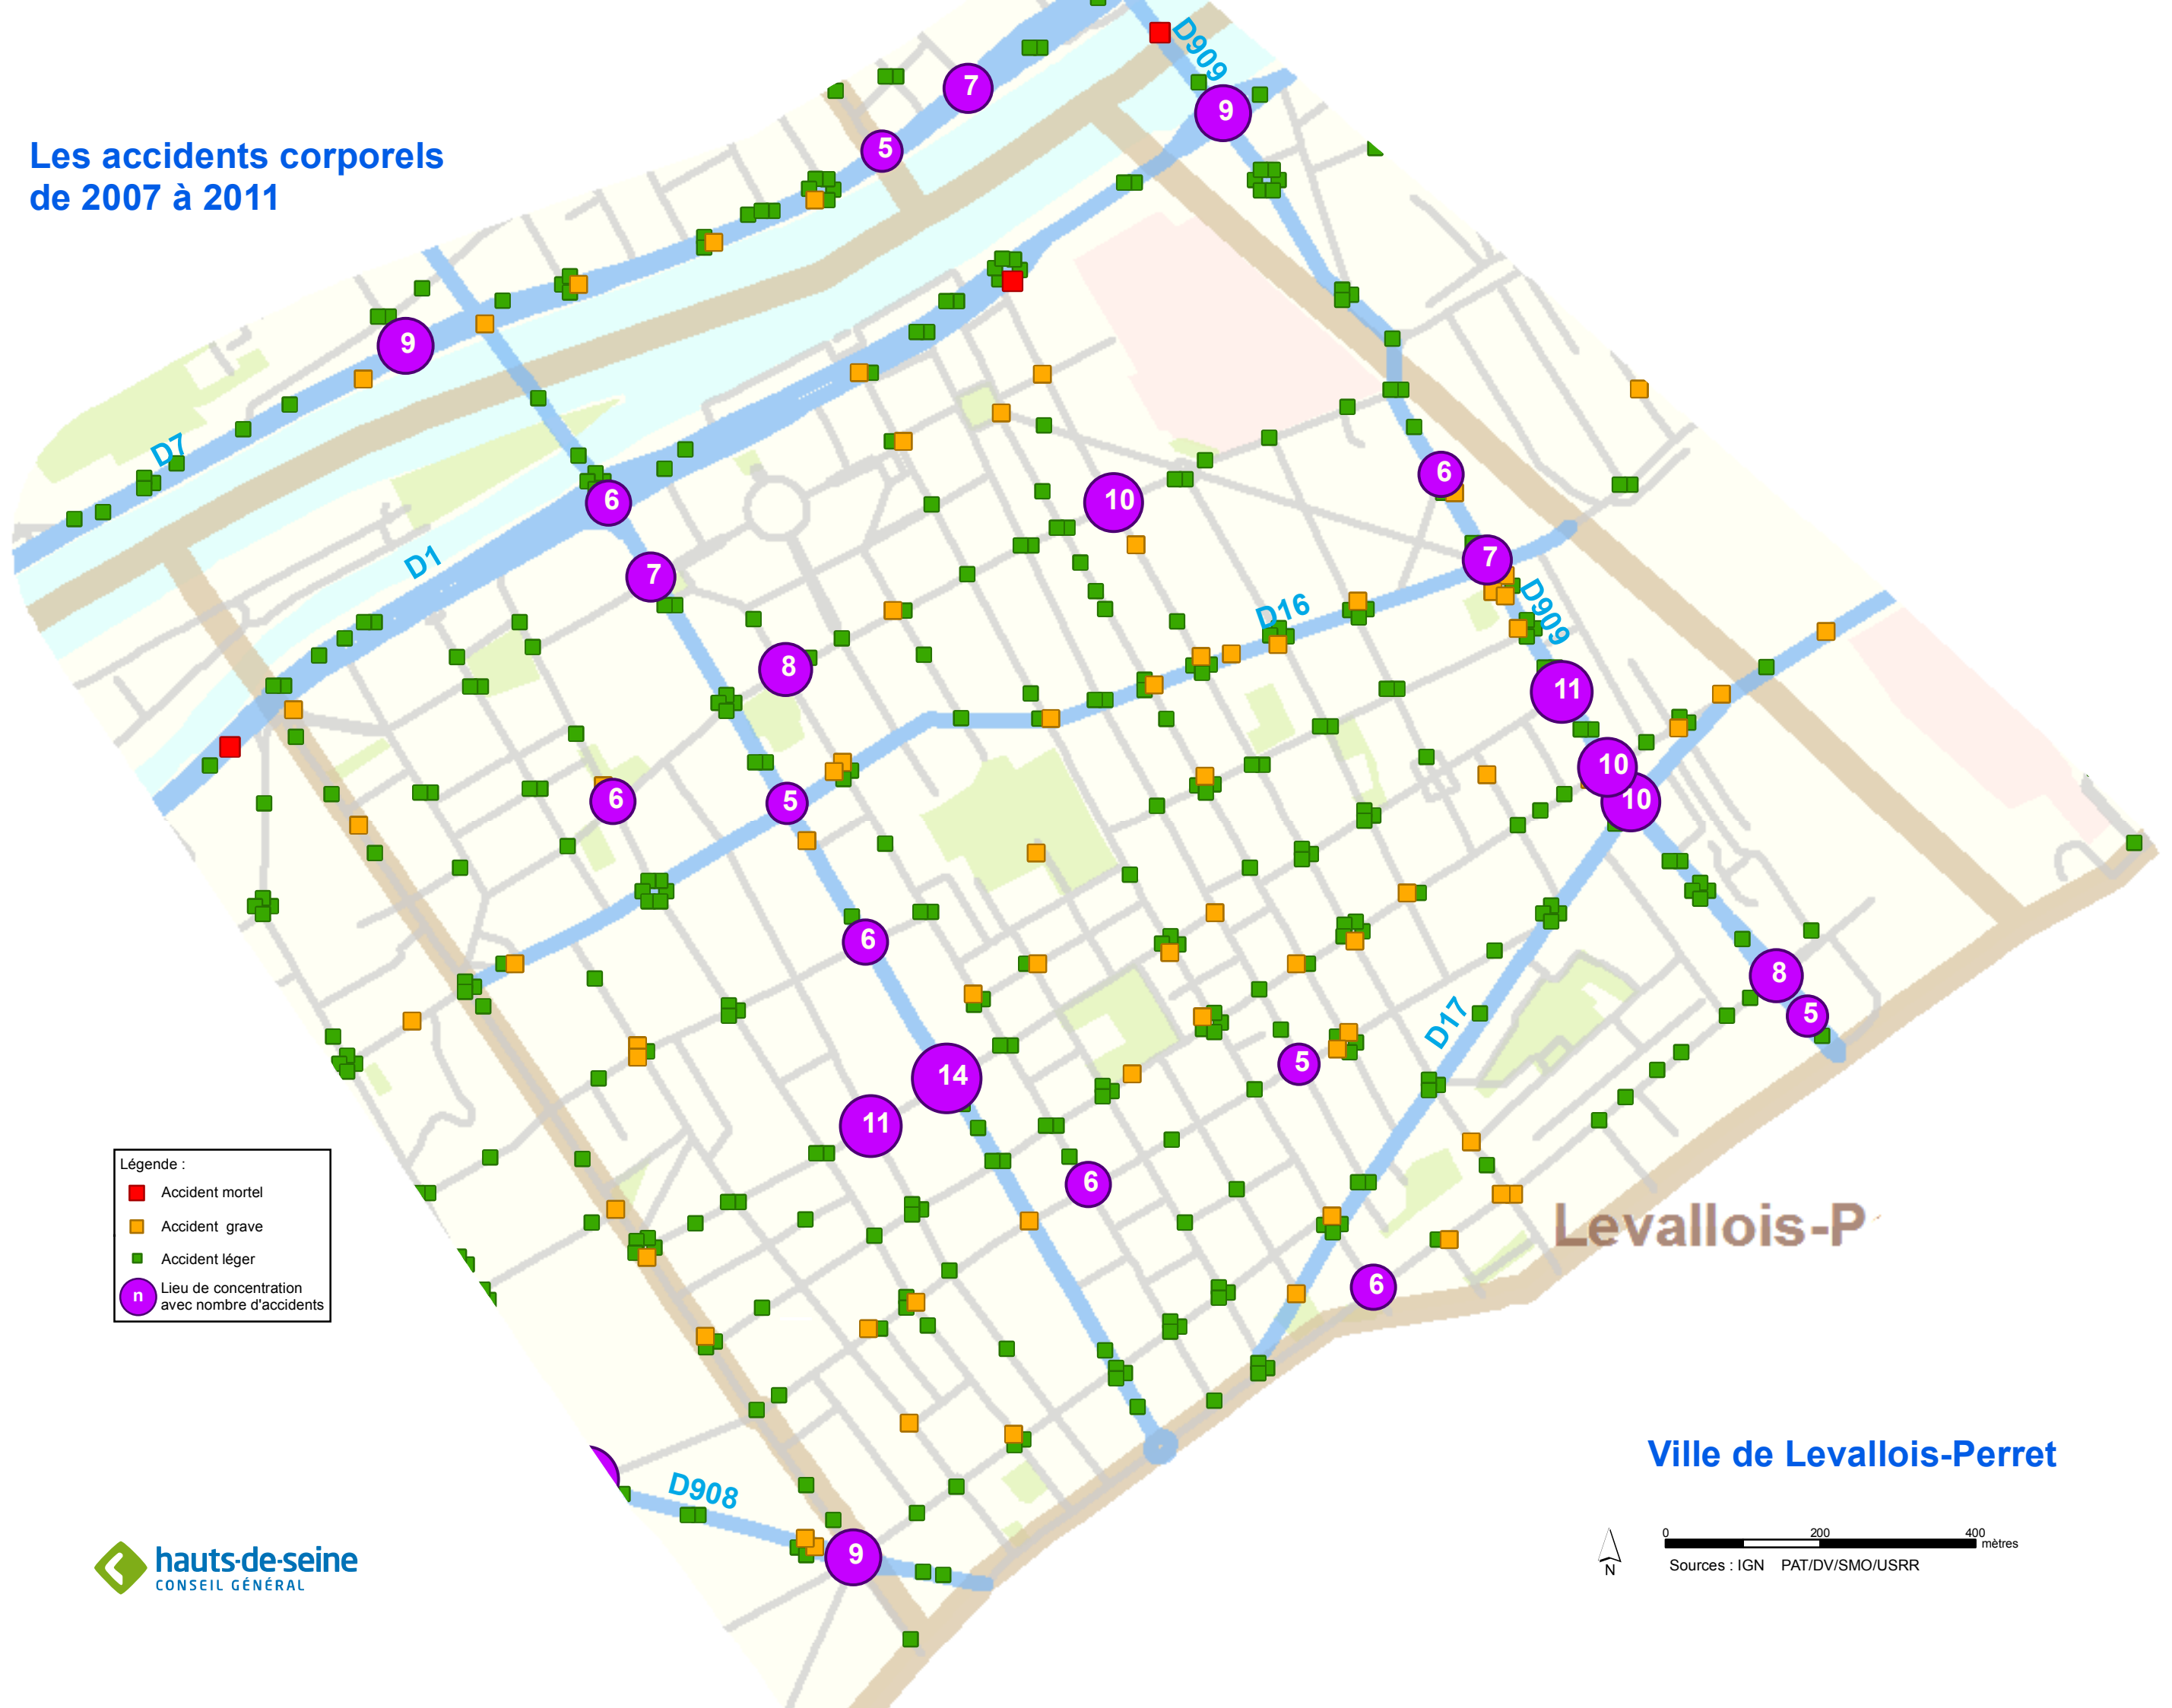 D909
7
9
5
Les accidents corporels
de 2007 à 2011
9
D7
6
10
6
D1
7
7
D16
D909
8
11
10
6
5
10
6
8
D17
5
5
14
11
Légende :
Accident mortel
6
Accident grave
Levallois-P
Accident léger
n
Lieu de concentration
avec nombre d'accidents
6
Ville de Levallois-Perret
D908
0
200
400
mètres
9
hauts-de-seine
CONSEIL GÉNÉRAL
N
Sources : IGN PAT/DV/SMO/USRR